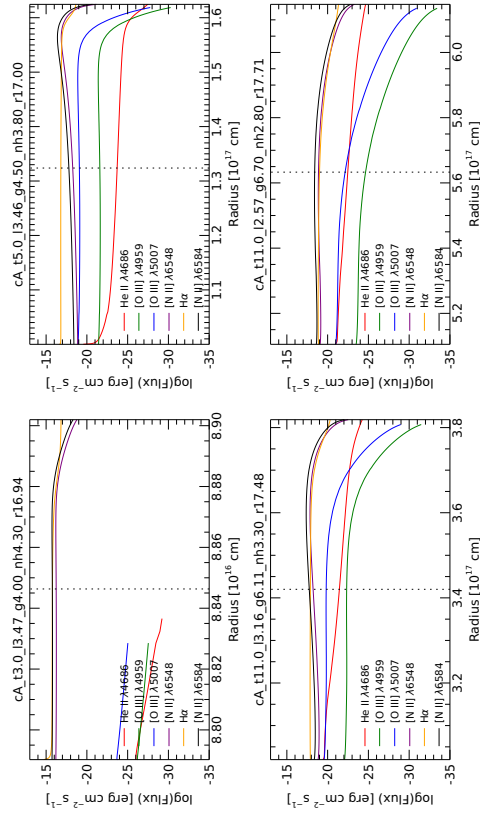 cA_t3.0_l3.47_g4.00_nh4.30_r16.94
-15
-20
-25
-30
-35
log(Flux) [erg cm⁻² s⁻¹]
He II λ4686
[O III] λ4959
[O III] λ5007
[N II] λ6548
Hα
[N II] λ6584
8.80 8.82 8.84 8.86 8.88 8.90
Radius [10¹⁶ cm]
cA_t5.0_l3.46_g4.50_nh3.80_r17.00
-15
-20
-25
-30
-35
log(Flux) [erg cm⁻² s⁻¹]
He II λ4686
[O III] λ4959
[O III] λ5007
[N II] λ6548
Hα
[N II] λ6584
1.1 1.2 1.3 1.4 1.5 1.6
Radius [10¹⁷ cm]
cA_t11.0_l3.16_g6.11_nh3.30_r17.48
-15
-20
-25
-30
-35
log(Flux) [erg cm⁻² s⁻¹]
He II λ4686
[O III] λ4959
[O III] λ5007
[N II] λ6548
Hα
[N II] λ6584
3.2 3.4 3.6 3.8
Radius [10¹⁷ cm]
cA_t11.0_l2.57_g6.70_nh2.80_r17.71
-15
-20
-25
-30
-35
log(Flux) [erg cm⁻² s⁻¹]
He II λ4686
[O III] λ4959
[O III] λ5007
[N II] λ6548
Hα
[N II] λ6584
5.2 5.4 5.6 5.8 6.0
Radius [10¹⁷ cm]